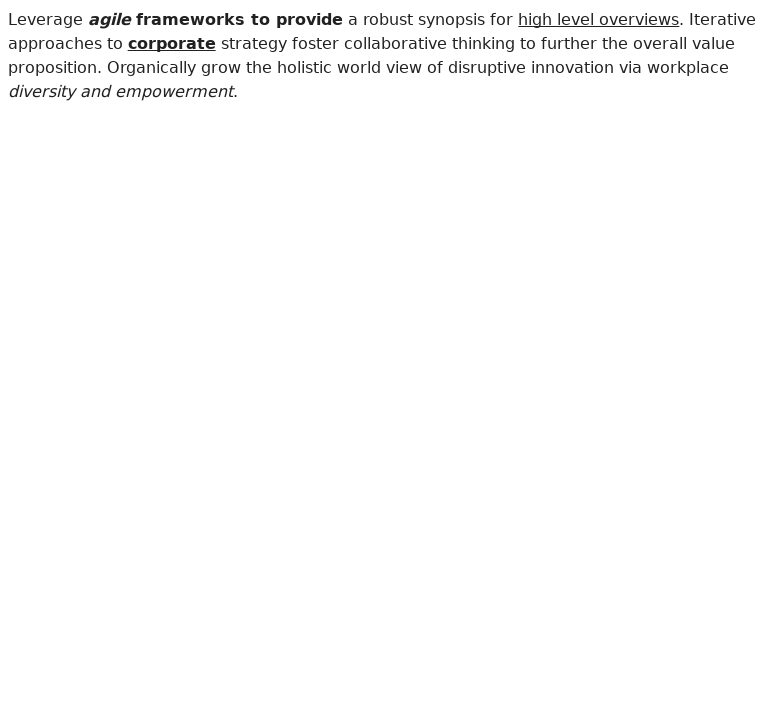 Leverage agile frameworks to provide a robust synopsis for high level overviews. Iterative
approaches to corporate strategy foster collaborative thinking to further the overall value
proposition. Organically grow the holistic world view of disruptive innovation via workplace
diversity and empowerment.